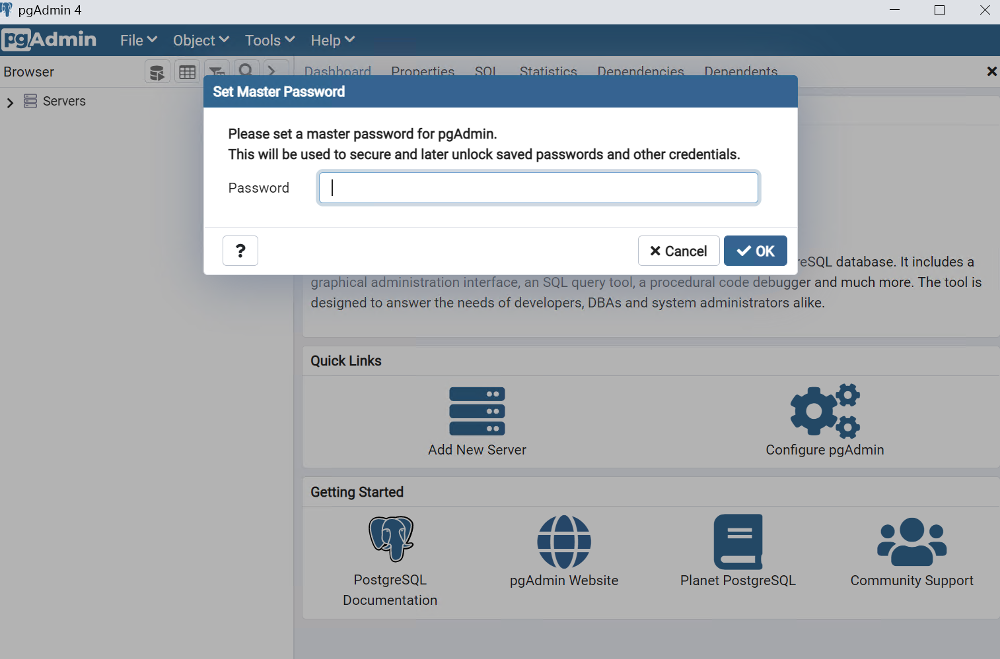 pgAdmin 4
pgAdmin File Object Tools Help
Browser Dashboard Properties SQL Statistics Dependencies Dependents
Servers
Set Master Password
Please set a master password for pgAdmin.
This will be used to secure and later unlock saved passwords and other credentials.
Password
? Cancel OK
reSQL database. It includes a
graphical administration interface, an SQL query tool, a procedural code debugger and much more. The tool is
designed to answer the needs of developers, DBAs and system administrators alike.
Quick Links
Add New Server Configure pgAdmin
Getting Started
PostgreSQL
Documentation
pgAdmin Website
Planet PostgreSQL
Community Support